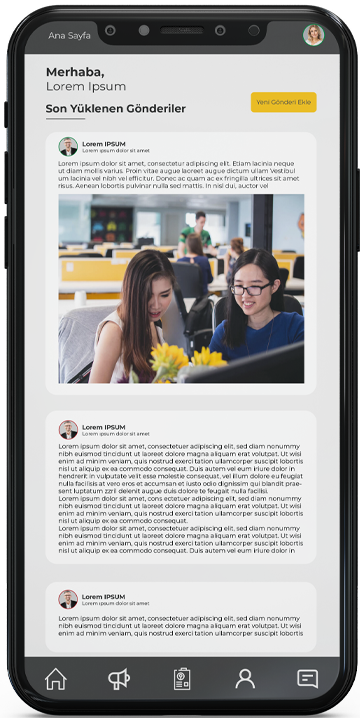 Ana Sayfa
Merhaba,
Lorem Ipsum
Yeni Gönderi Ekle
Son Yüklenen Gönderiler
Lorem IPSUM
Lorem ipsum dolor sit amet
Lorem ipsum dolor sit amet, consectetur adipiscing elit. Etiam lacinia neque
ut diam mollis varius. Proin vitae augue laoreet augue dictum ullam Vestibul
um lacinia vel nibh vel efficitur. Donec ac quam ac ex fringilla ultrices sit amet
risus. Aenean lobortis pulvinar nulla sed mattis. In nisl dui, auctor vel
Lorem IPSUM
Lorem ipsum dolor sit amet
Lorem ipsum dolor sit amet, consectetuer adipiscing elit, sed diam nonummy
nibh euismod tincidunt ut laoreet dolore magna aliquam erat volutpat. Ut wisi
enim ad minim veniam, quis nostrud exerci tation ullamcorper suscipit lobortis
nisl ut aliquip ex ea commodo consequat. Duis autem vel eum iriure dolor in
hendrerit in vulputate velit esse molestie consequat, vel illum dolore eu feugiat
nulla facilisis at vero eros et accumsan et iusto odio dignissim qui blandit prae-
sent luptatum zzril delenit augue duis dolore te feugait nulla facilisi.
Lorem ipsum dolor sit amet, consectetuer adipiscing elit, sed diam nonummy
nibh euismod tincidunt ut laoreet dolore magna aliquam erat volutpat. Ut wisi
enim ad minim veniam, quis nostrud exerci tation ullamcorper suscipit lobortis
nisl ut aliquip ex ea commodo consequat.
Lorem ipsum dolor sit amet, consectetuer adipiscing elit, sed diam nonummy
nibh euismod tincidunt ut laoreet dolore magna aliquam erat volutpat. Ut wisi
enim ad minim veniam, quis nostrud exerci tation ullamcorper suscipit lobortis
nisl ut aliquip ex ea commodo consequat. Duis autem vel eum iriure dolor in
Lorem IPSUM
Lorem ipsum dolor sit amet
Lorem ipsum dolor sit amet, consectetuer adipiscing elit, sed diam nonummy
nibh euismod tincidunt ut laoreet dolore magna aliquam erat volutpat. Ut wisi
enim ad minim veniam, quis nostrud exerci tation ullamcorper suscipit lobortis